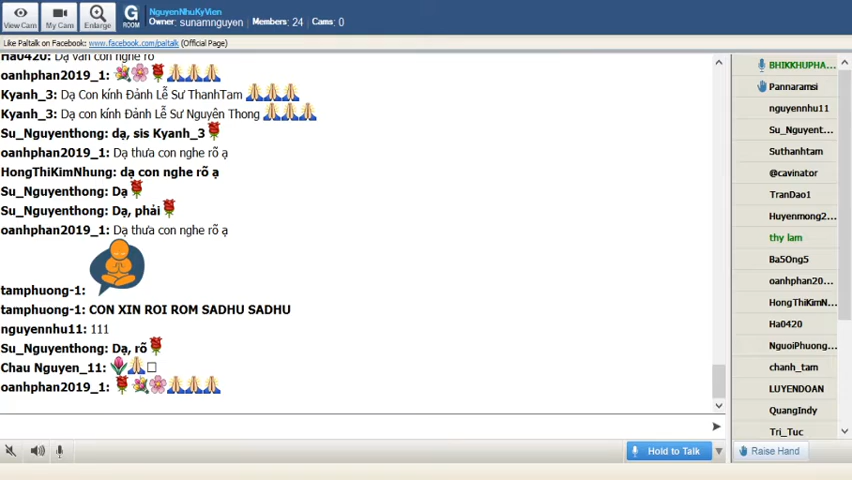 View Cam
My Cam
Enlarge
G
ROOM
NguyenNhuKyVien
Owner: sunamnguyen Members: 24 Cams: 0
Like Paltalk on Facebook: www.facebook.com/paltalk (Official Page)
Ha0420: Dạ vâng con nghe rõ
oanhphan2019_1:
Kyanh_3: Dạ Con kính Đảnh Lễ Sư ThanhTam
Kyanh_3: Dạ con kính Đảnh Lễ Sư Nguyên Thong
Su_Nguyenthong: dạ, sis Kyanh_3
oanhphan2019_1: Dạ thưa con nghe rõ ạ
HongThiKimNhung: dạ con nghe rõ ạ
Su_Nguyenthong: Dạ
Su_Nguyenthong: Dạ, phải
oanhphan2019_1: Dạ thưa con nghe rõ ạ
tamphuong-1:
tamphuong-1: CON XIN ROI ROM SADHU SADHU
nguyennhu11: 111
Su_Nguyenthong: Dạ, rõ
Chau Nguyen_11:
oanhphan2019_1:
BHIKKHUPHA...
Pannaramsi
nguyennhu11
Su_Nguyent...
Suthanhtam
@cavinator
TranDao1
Huyenmong2...
thy lam
Ba5Ong5
oanhphan20...
HongThiKimN...
Ha0420
NguoiPhuong...
chanh_tam
LUYENDOAN
QuangIndy
Tri_Tuc
Hold to Talk
Raise Hand